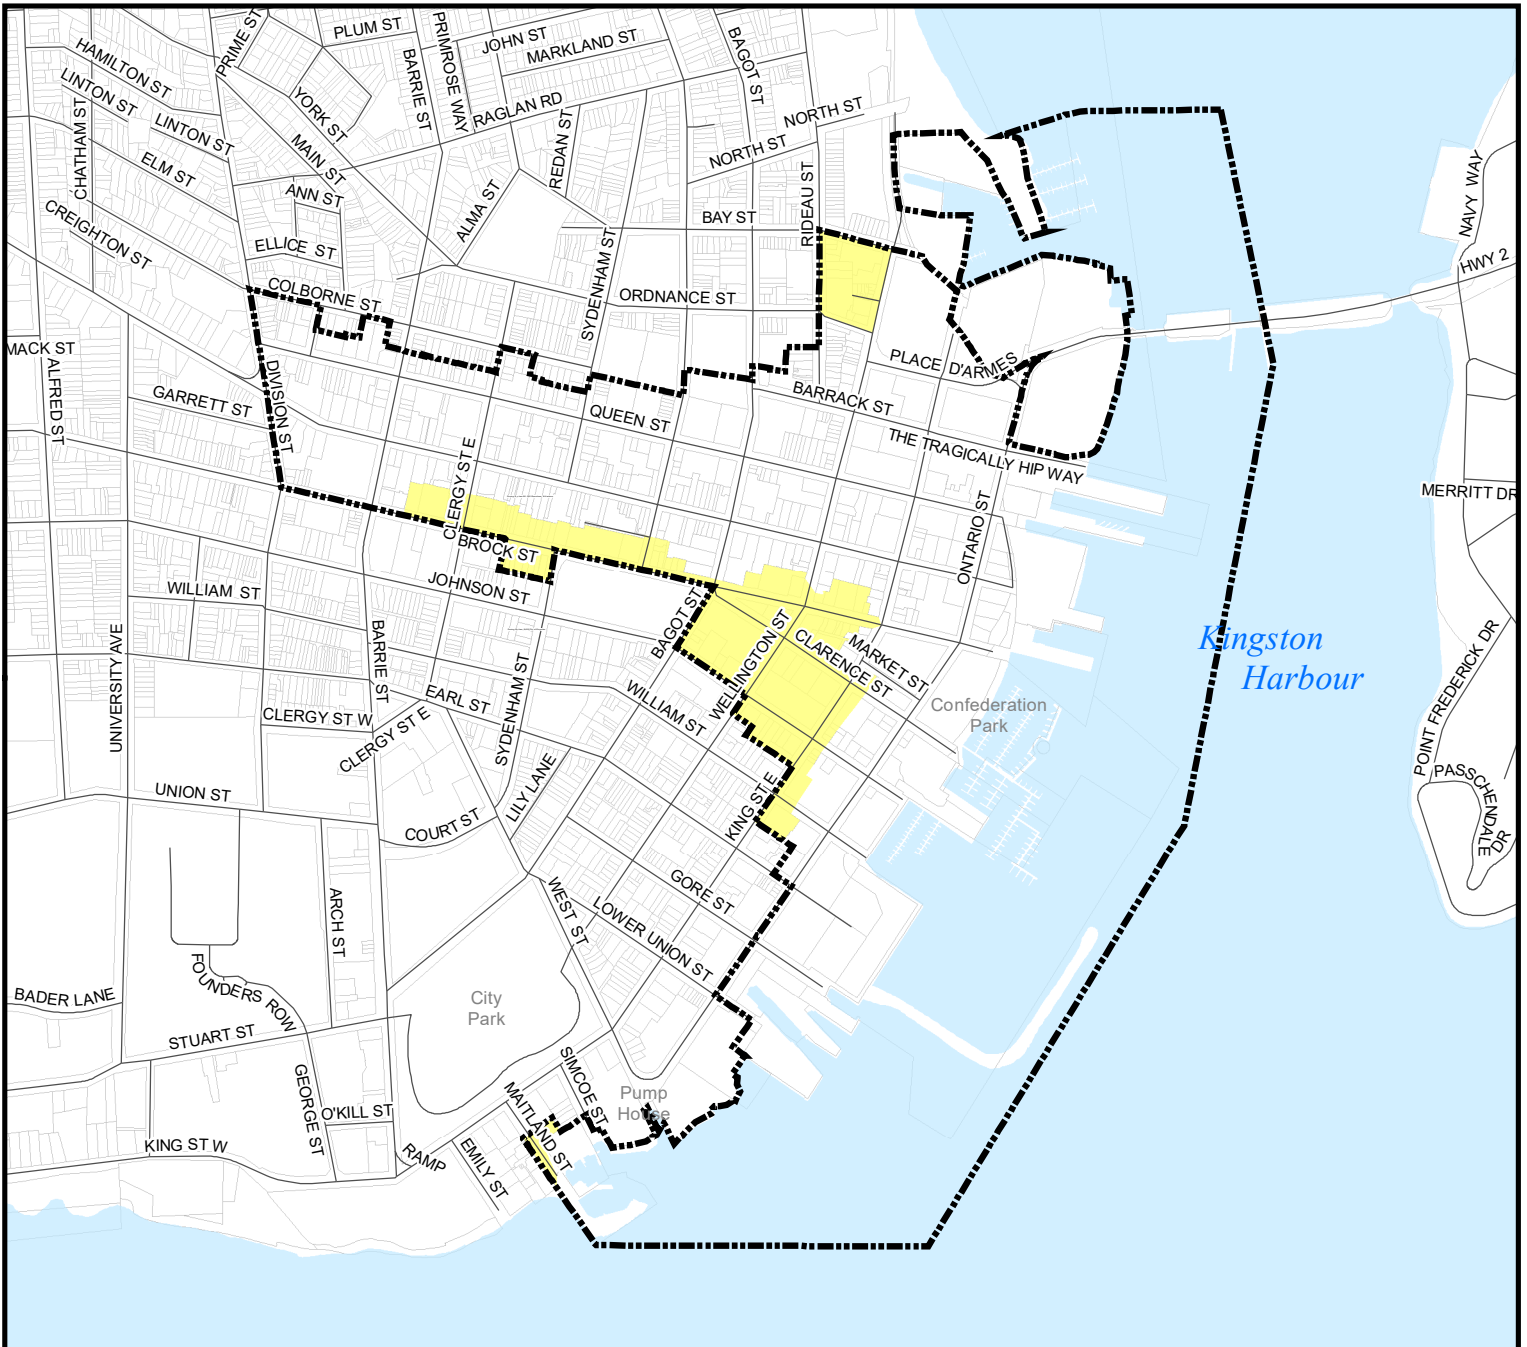 PLUM ST
PRIME ST
BARRIE ST
PRIMROSE WAY
JOHN ST
MARKLAND ST
BAGOT ST
HAMILTON ST
LINTON ST
CHATHAM ST
LINTON ST
YORK ST
MAIN ST
RAGLAN RD
REDAN ST
NORTH ST
NORTH ST
ELM ST
ANN ST
ALMA ST
RIDEAU ST
BAY ST
NAVY WAY
HWY 2
CREIGHTON ST
ELLICE ST
SYDENHAM ST
COLBORNE ST
ORDNANCE ST
MACK ST
ALFRED ST
DIVISION ST
GARRETT ST
PLACE D'ARMES
BARRACK ST
QUEEN ST
THE TRAGICALLY HIP WAY
CLERGY ST E
BROCK ST
ONTARIO ST
MERRITT DR
JOHNSON ST
WILLIAM ST
BAGOT ST
WELLINGTON ST
CLARENCE ST
MARKET ST
Kingston
Harbour
UNIVERSITY AVE
BARRIE ST
EARL ST
SYDENHAM ST
WILLIAM ST
CLERGY ST W
CLERGY ST E
Confederation
Park
POINT FREDERICK DR
PASSCHENDALE
DR
UNION ST
LILY LANE
COURT ST
KING ST E
GORE ST
WEST ST
LOWER UNION ST
ARCH ST
FOUNDERS ROW
BADER LANE
City
Park
STUART ST
SIMCOE ST
GEORGE ST
O'KILL ST
MAITLAND ST
Pump
House
KING ST W
RAMP
EMILY ST